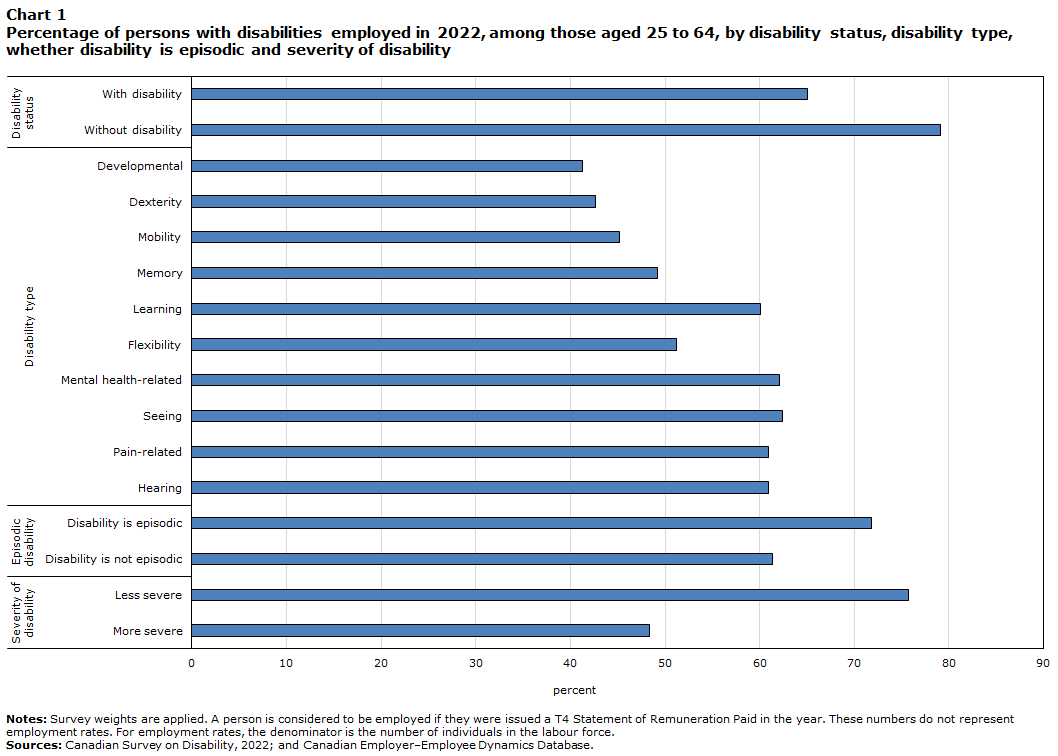 Chart 1
Percentage of persons with disabilities employed in 2022, among those aged 25 to 64, by disability status, disability type,
whether disability is episodic and severity of disability
Disability
status
With disability
Without disability
Disability type
Developmental
Dexterity
Mobility
Memory
Learning
Flexibility
Mental health-related
Seeing
Pain-related
Hearing
Episodic
disability
Disability is episodic
Disability is not episodic
Severity of
disability
Less severe
More severe
0 10 20 30 40 50 60 70 80 90
percent
Notes: Survey weights are applied. A person is considered to be employed if they were issued a T4 Statement of Remuneration Paid in the year. These numbers do not represent
employment rates. For employment rates, the denominator is the number of individuals in the labour force.
Sources: Canadian Survey on Disability, 2022; and Canadian Employer–Employee Dynamics Database.